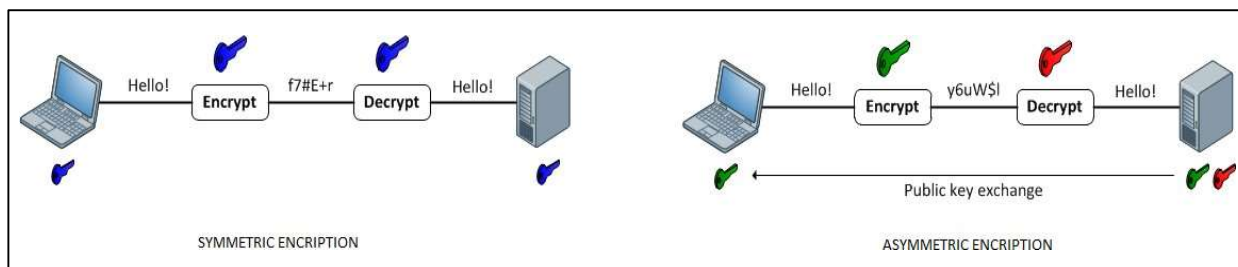 Hello!
Encrypt
f7#E+r
Decrypt
Hello!
SYMMETRIC ENCRIPTION
Hello!
Encrypt
y6uW$l
Decrypt
Hello!
Public key exchange
ASYMMETRIC ENCRIPTION